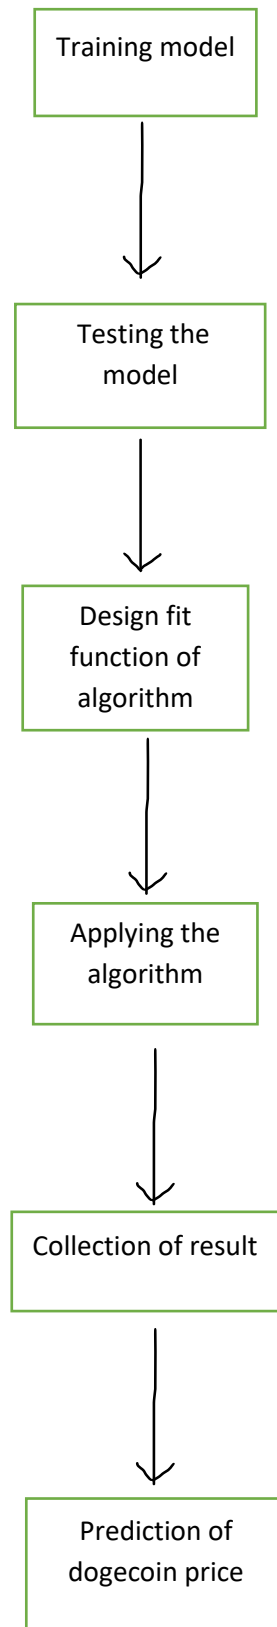 Training model
Testing the
model
Design fit
function of
algorithm
Applying the
algorithm
Collection of result
Prediction of
dogecoin price